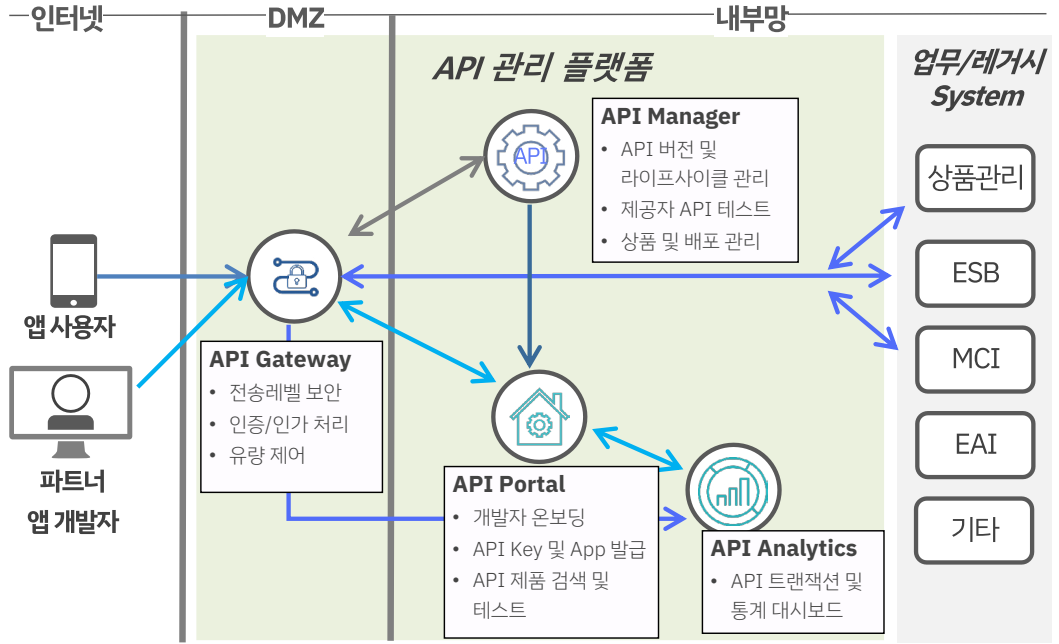 인터넷
DMZ
내부망
API 관리 플랫폼
업무/레거시
System
API
API Manager
• API 버전 및
라이프사이클 관리
• 제공자 API 테스트
• 상품 및 배포 관리
상품관리
ESB
MCI
EAI
기타
앱 사용자
파트너
앱 개발자
API Gateway
• 전송레벨 보안
• 인증/인가 처리
• 유량 제어
API Portal
• 개발자 온보딩
• API Key 및 App 발급
• API 제품 검색 및
테스트
API Analytics
• API 트랜잭션 및
통계 대시보드